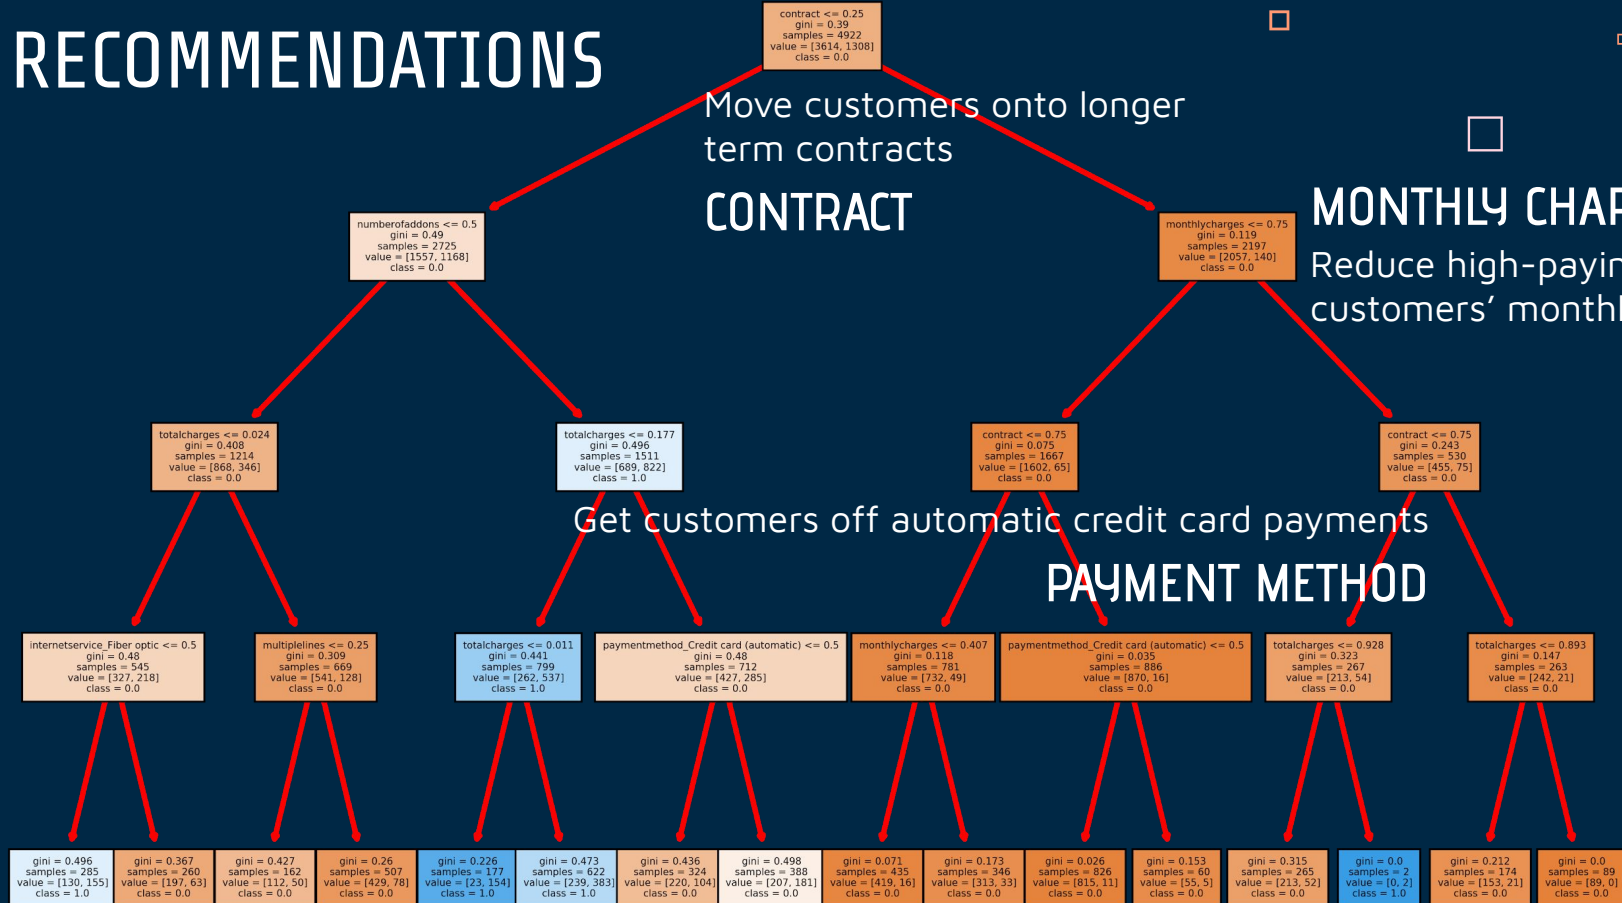 RECOMMENDATIONS
contract <= 0.25
gini = 0.39
samples = 4922
value = [3614, 1308]
class = 0.0
Move customers onto longer
term contracts
CONTRACT
numberofaddons <= 0.5
gini = 0.49
samples = 2725
value = [1557, 1168]
class = 0.0
monthlycharges <= 0.75
gini = 0.119
samples = 2197
value = [2057, 140]
class = 0.0
MONTHLY CHAR
Reduce high-payin
customers’ monthl
totalcharges <= 0.024
gini = 0.408
samples = 1214
value = [868, 346]
class = 0.0
totalcharges <= 0.177
gini = 0.496
samples = 1511
value = [689, 822]
class = 1.0
contract <= 0.75
gini = 0.075
samples = 1667
value = [1602, 65]
class = 0.0
contract <= 0.75
gini = 0.243
samples = 530
value = [455, 75]
class = 0.0
Get customers off automatic credit card payments
PAYMENT METHOD
internetservice_Fiber optic <= 0.5
gini = 0.48
samples = 545
value = [327, 218]
class = 0.0
multiplelines <= 0.25
gini = 0.309
samples = 669
value = [541, 128]
class = 0.0
totalcharges <= 0.011
gini = 0.441
samples = 799
value = [262, 537]
class = 1.0
paymentmethod_Credit card (automatic) <= 0.5
gini = 0.48
samples = 712
value = [427, 285]
class = 0.0
monthlycharges <= 0.407
gini = 0.118
samples = 781
value = [732, 49]
class = 0.0
paymentmethod_Credit card (automatic) <= 0.5
gini = 0.035
samples = 886
value = [870, 16]
class = 0.0
totalcharges <= 0.928
gini = 0.323
samples = 267
value = [213, 54]
class = 0.0
totalcharges <= 0.893
gini = 0.147
samples = 263
value = [242, 21]
class = 0.0
gini = 0.496
samples = 285
value = [130, 155]
class = 1.0
gini = 0.367
samples = 260
value = [197, 63]
class = 0.0
gini = 0.427
samples = 162
value = [112, 50]
class = 0.0
gini = 0.26
samples = 507
value = [429, 78]
class = 0.0
gini = 0.226
samples = 177
value = [23, 154]
class = 1.0
gini = 0.473
samples = 622
value = [239, 383]
class = 1.0
gini = 0.436
samples = 324
value = [220, 104]
class = 0.0
gini = 0.498
samples = 388
value = [207, 181]
class = 0.0
gini = 0.071
samples = 435
value = [419, 16]
class = 0.0
gini = 0.173
samples = 346
value = [313, 33]
class = 0.0
gini = 0.026
samples = 826
value = [815, 11]
class = 0.0
gini = 0.153
samples = 60
value = [55, 5]
class = 0.0
gini = 0.315
samples = 265
value = [213, 52]
class = 0.0
gini = 0.0
samples = 2
value = [0, 2]
class = 1.0
gini = 0.212
samples = 174
value = [153, 21]
class = 0.0
gini = 0.0
samples = 89
value = [89, 0]
class = 0.0